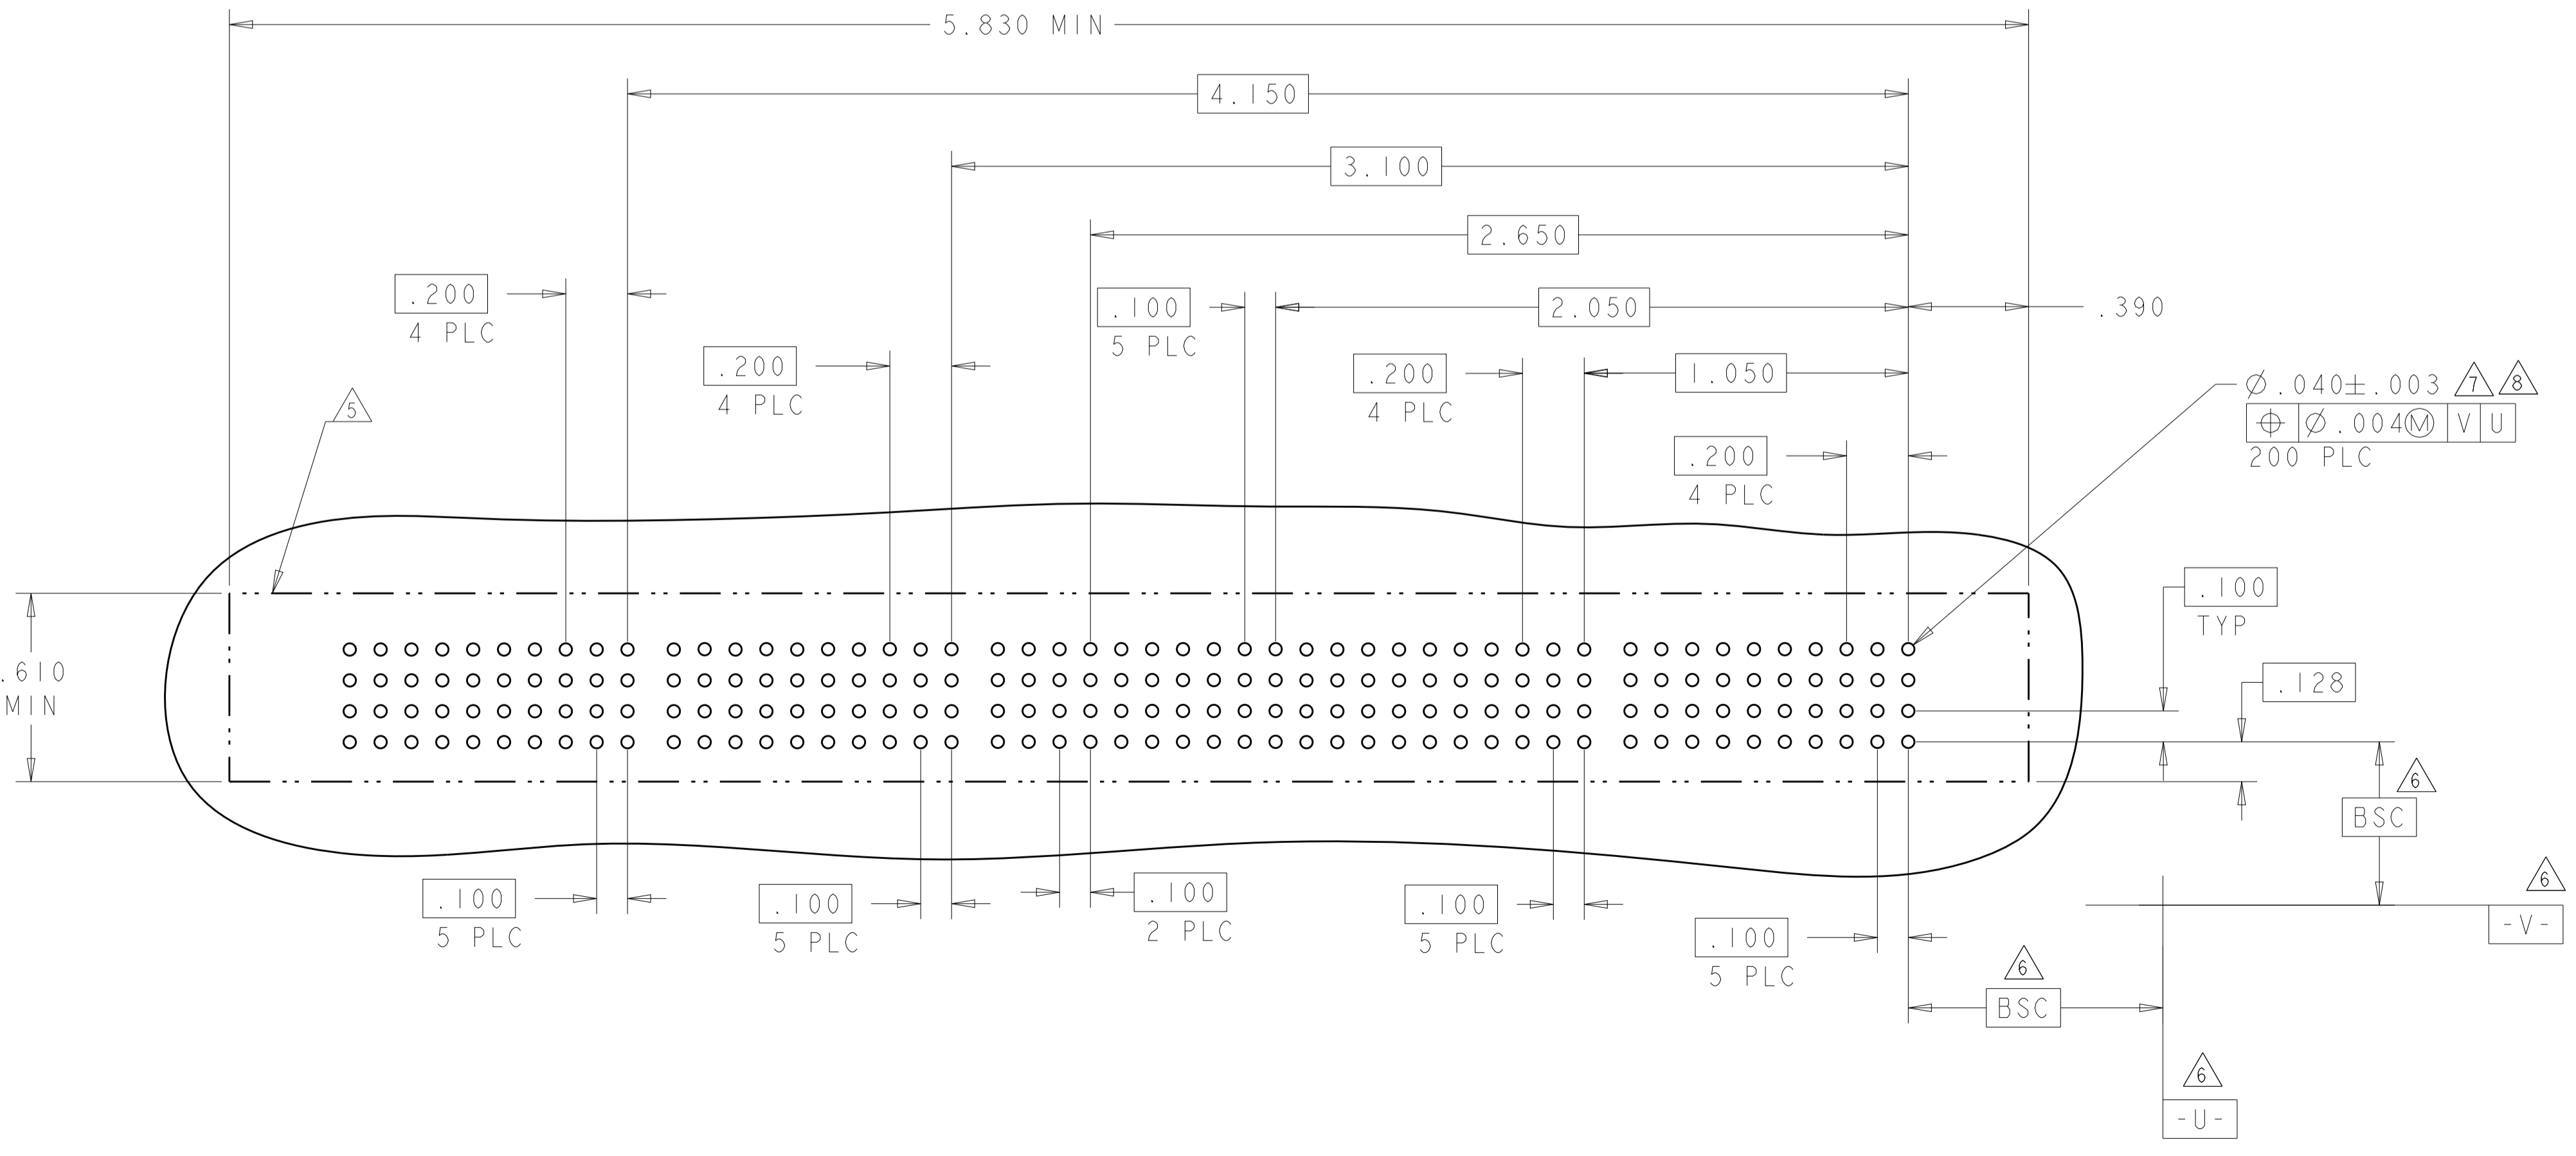 5.830 MIN
4.150
3.100
2.650
.200
4 PLC
.100
5 PLC
2.050
.390
.200
4 PLC
.200
4 PLC
1.050
5
Ø.040±.003 7 8
⌖ Ø.004Ⓜ V U
200 PLC
.200
4 PLC
.100
TYP
.610
MIN
.128
6
BSC
.100
5 PLC
.100
5 PLC
.100
2 PLC
.100
5 PLC
.100
5 PLC
6
-V-
6
BSC
6
-U-